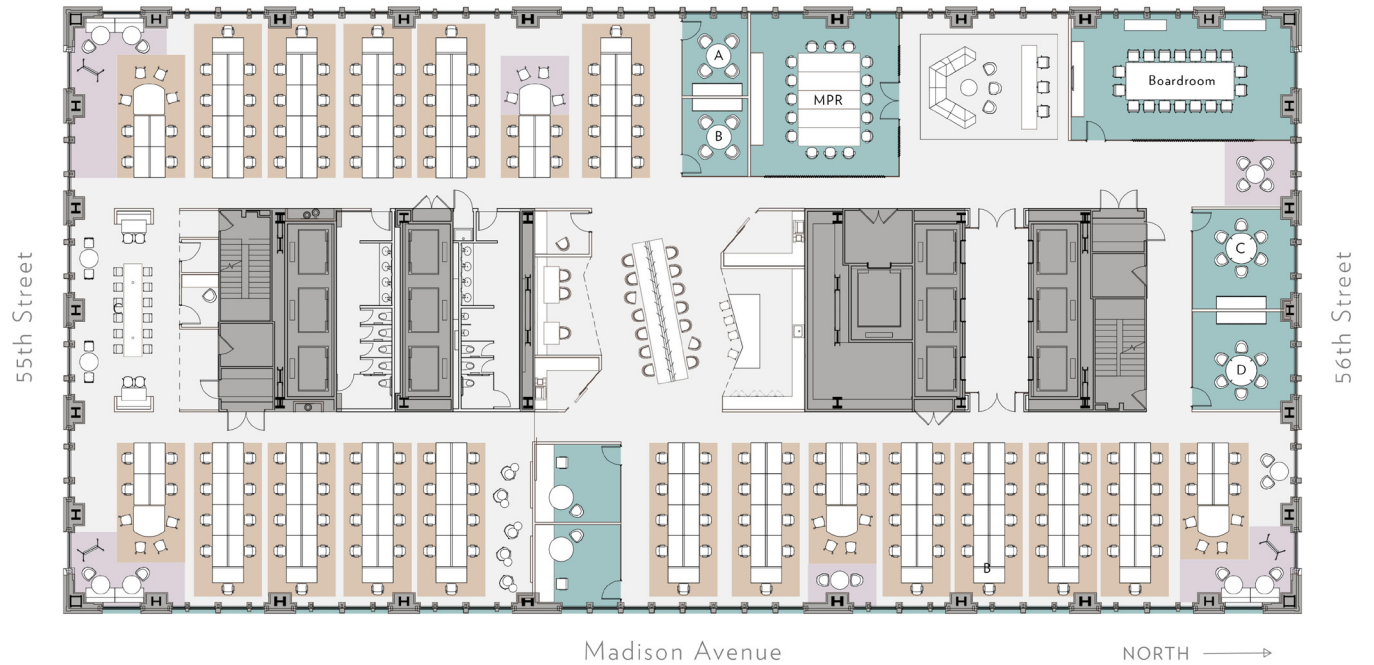 A
MPR
Boardroom
B
C
D
C
B
55th Street
56th Street
Madison Avenue
NORTH